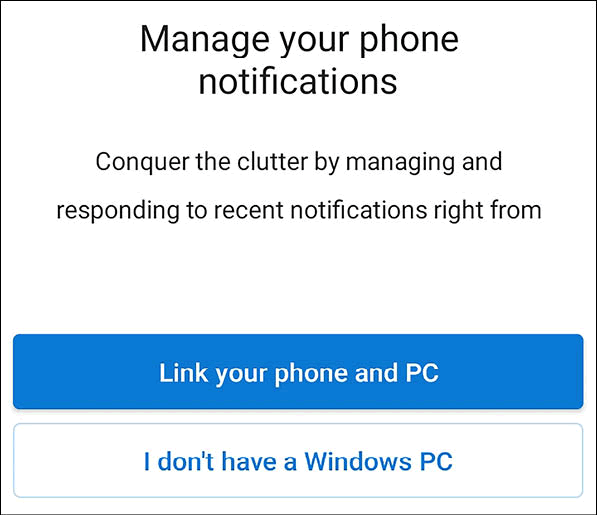 Manage your phone
notifications
Conquer the clutter by managing and
responding to recent notifications right from
Link your phone and PC
I don't have a Windows PC